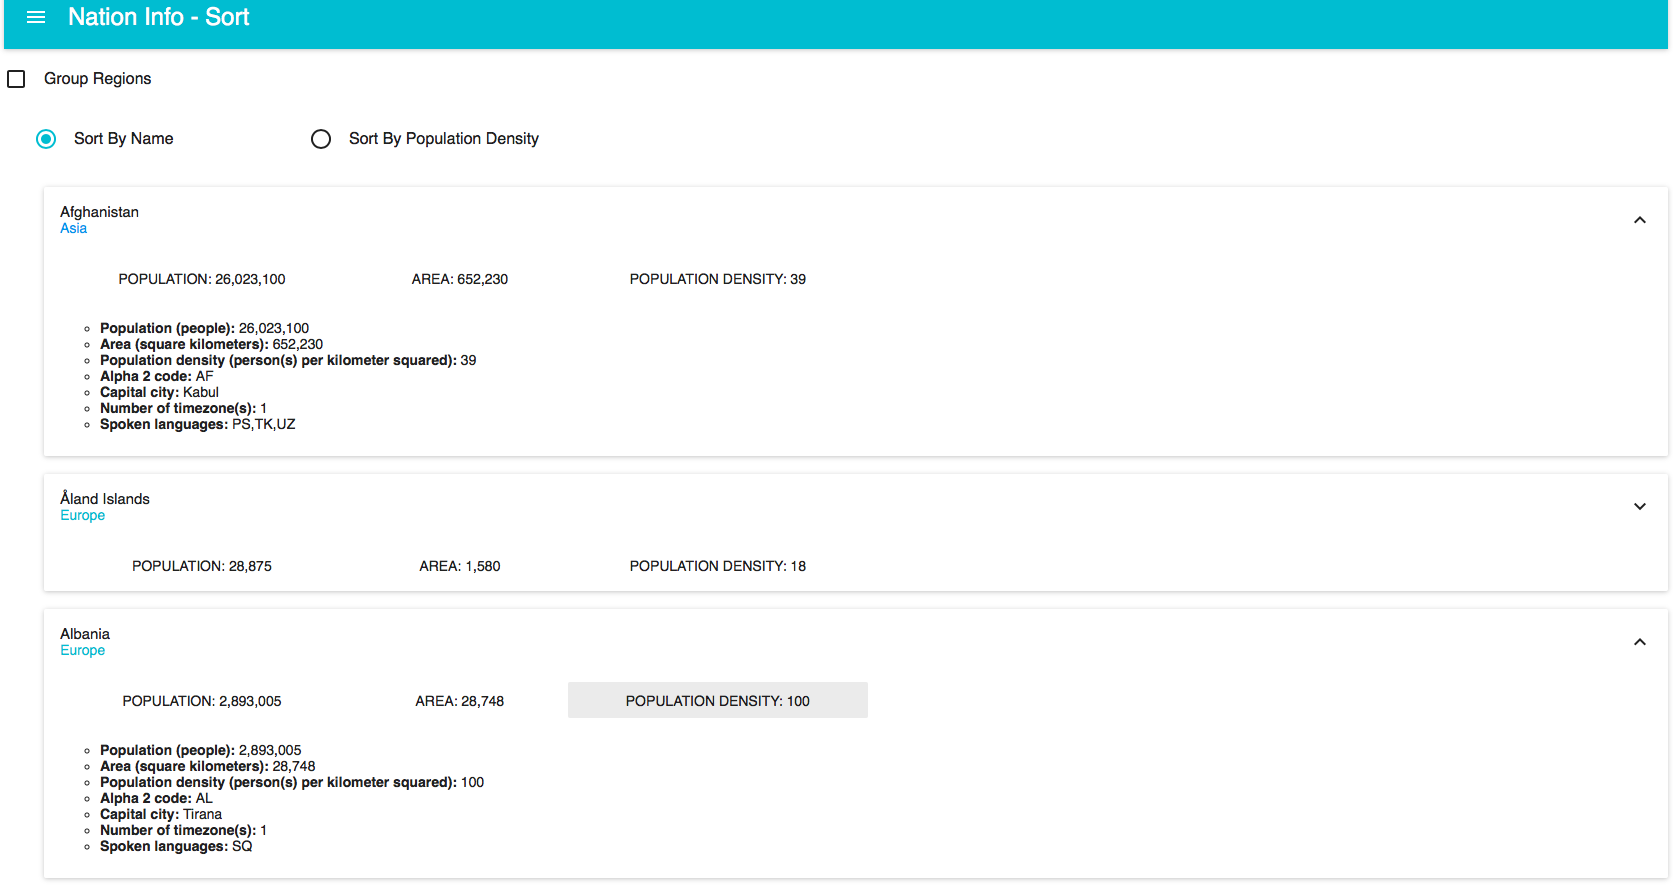 Nation Info - Sort
Group Regions
Sort By Name Sort By Population Density
Afghanistan
Asia
POPULATION: 26,023,100 AREA: 652,230 POPULATION DENSITY: 39
Population (people): 26,023,100
Area (square kilometers): 652,230
Population density (person(s) per kilometer squared): 39
Alpha 2 code: AF
Capital city: Kabul
Number of timezone(s): 1
Spoken languages: PS,TK,UZ
Åland Islands
Europe
POPULATION: 28,875 AREA: 1,580 POPULATION DENSITY: 18
Albania
Europe
POPULATION: 2,893,005 AREA: 28,748 POPULATION DENSITY: 100
Population (people): 2,893,005
Area (square kilometers): 28,748
Population density (person(s) per kilometer squared): 100
Alpha 2 code: AL
Capital city: Tirana
Number of timezone(s): 1
Spoken languages: SQ